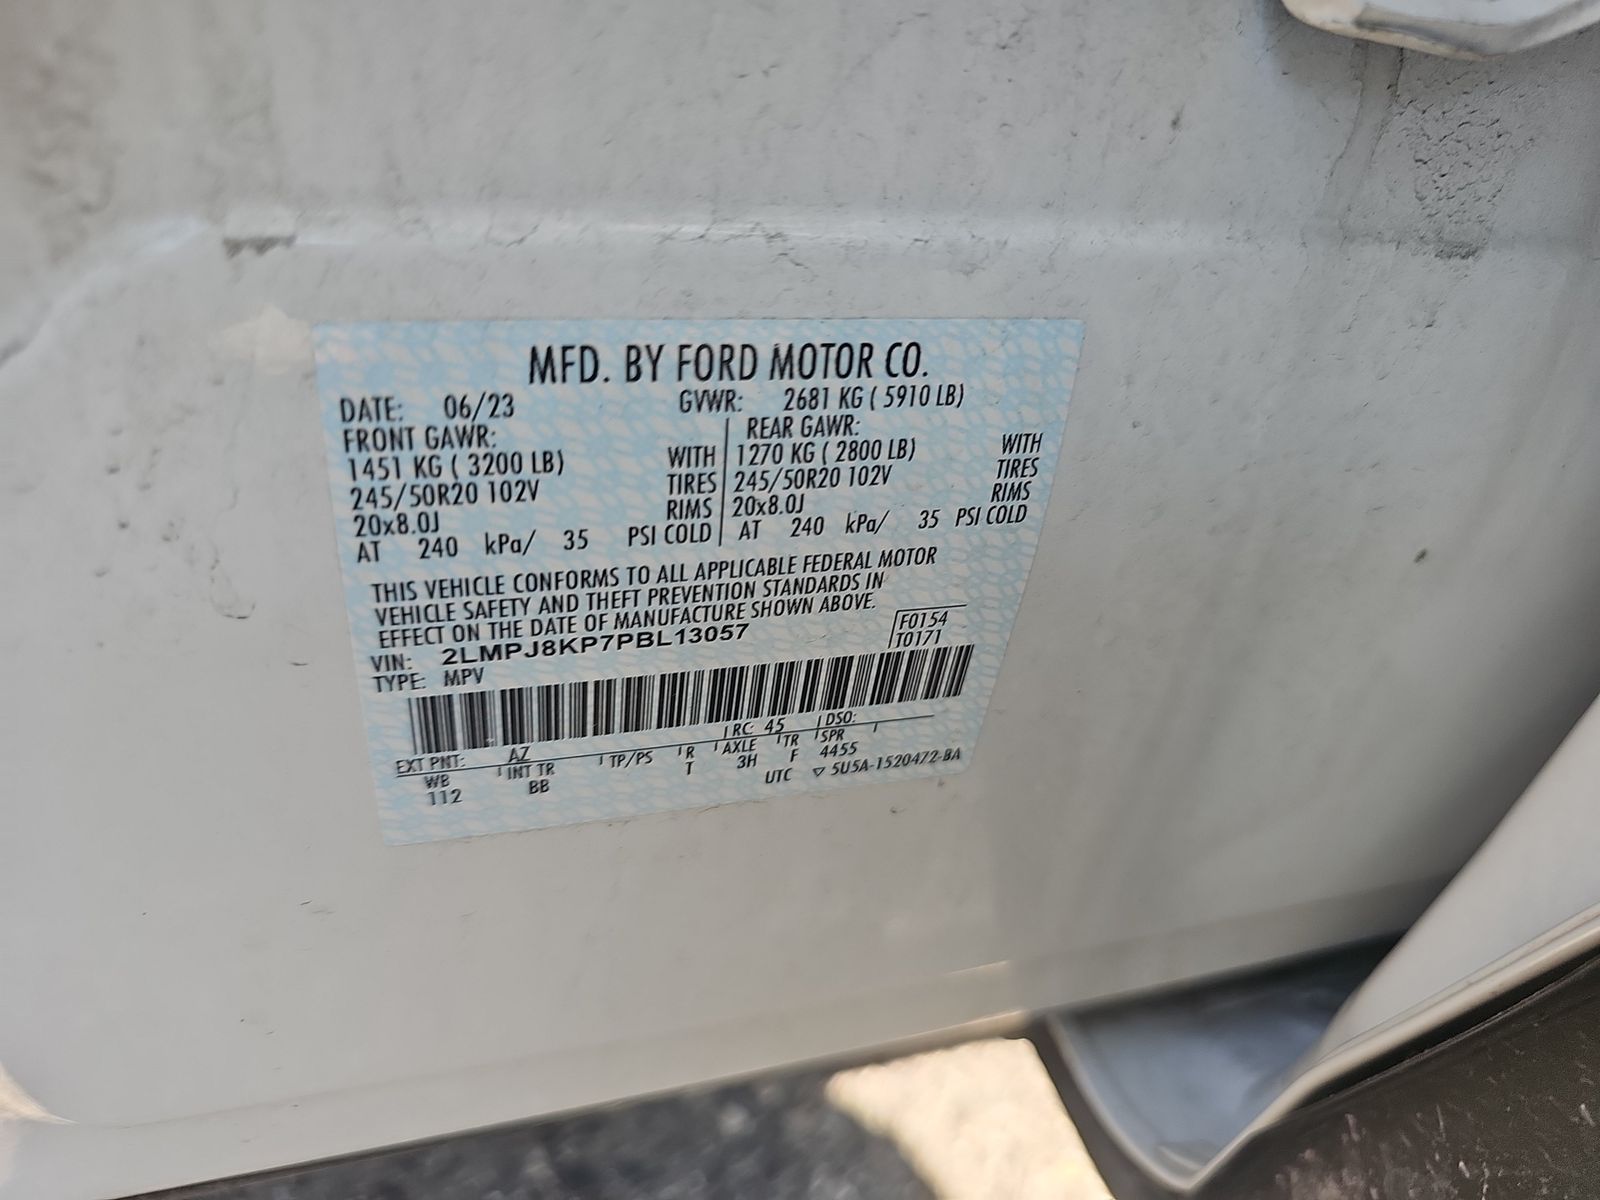 MFD. BY FORD MOTOR CO.
DATE: 06/23 GVWR: 2681 KG ( 5910 LB)
FRONT GAWR: REAR GAWR:
1451 KG ( 3200 LB) WITH 1270 KG ( 2800 LB) WITH
245/50R20 102V TIRES 245/50R20 102V TIRES
20x8.0J RIMS 20x8.0J RIMS
AT 240 kPa/ 35 PSI COLD AT 240 kPa/ 35 PSI COLD
THIS VEHICLE CONFORMS TO ALL APPLICABLE FEDERAL MOTOR
VEHICLE SAFETY AND THEFT PREVENTION STANDARDS IN
EFFECT ON THE DATE OF MANUFACTURE SHOWN ABOVE.
VIN: 2LMPJ8KP7PBL13057 F0154
TYPE: MPV T0171
EXT PNT: AZ RC: 45 DSO:
WB INT TR TP/PS R AXLE TR SPR
112 BB T 3H F 4455
UTC ▽ 5U5A-1520472-BA